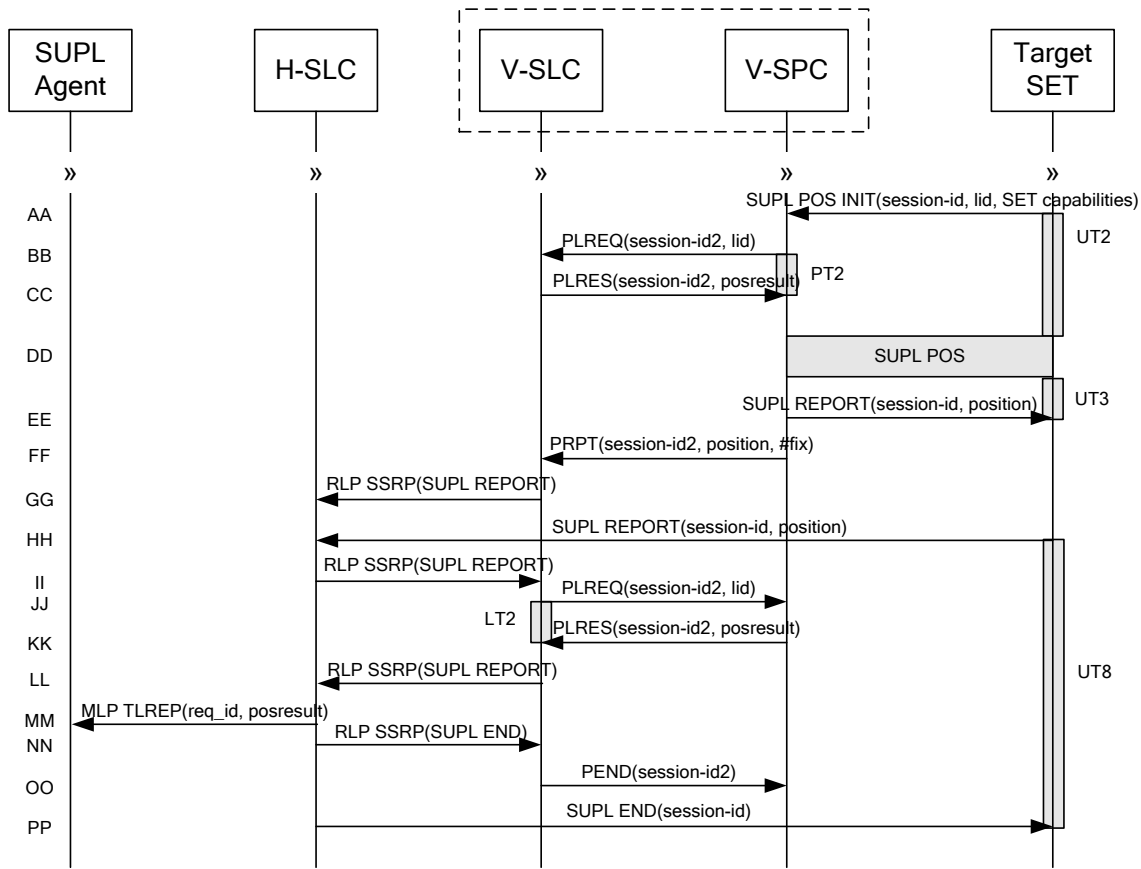 SUPL
Agent
H-SLC
V-SLC
V-SPC
Target
SET
» » » » »
AA SUPL POS INIT(session-id, lid, SET capabilities)
UT2
BB PLREQ(session-id2, lid)
PT2
CC PLRES(session-id2, posresult)
DD SUPL POS
UT3
EE SUPL REPORT(session-id, position)
FF PRPT(session-id2, position, #fix)
GG RLP SSRP(SUPL REPORT)
HH SUPL REPORT(session-id, position)
II RLP SSRP(SUPL REPORT)
JJ PLREQ(session-id2, lid)
LT2
KK PLRES(session-id2, posresult)
LL RLP SSRP(SUPL REPORT)
UT8
MM MLP TLREP(req_id, posresult)
NN RLP SSRP(SUPL END)
OO PEND(session-id2)
PP SUPL END(session-id)